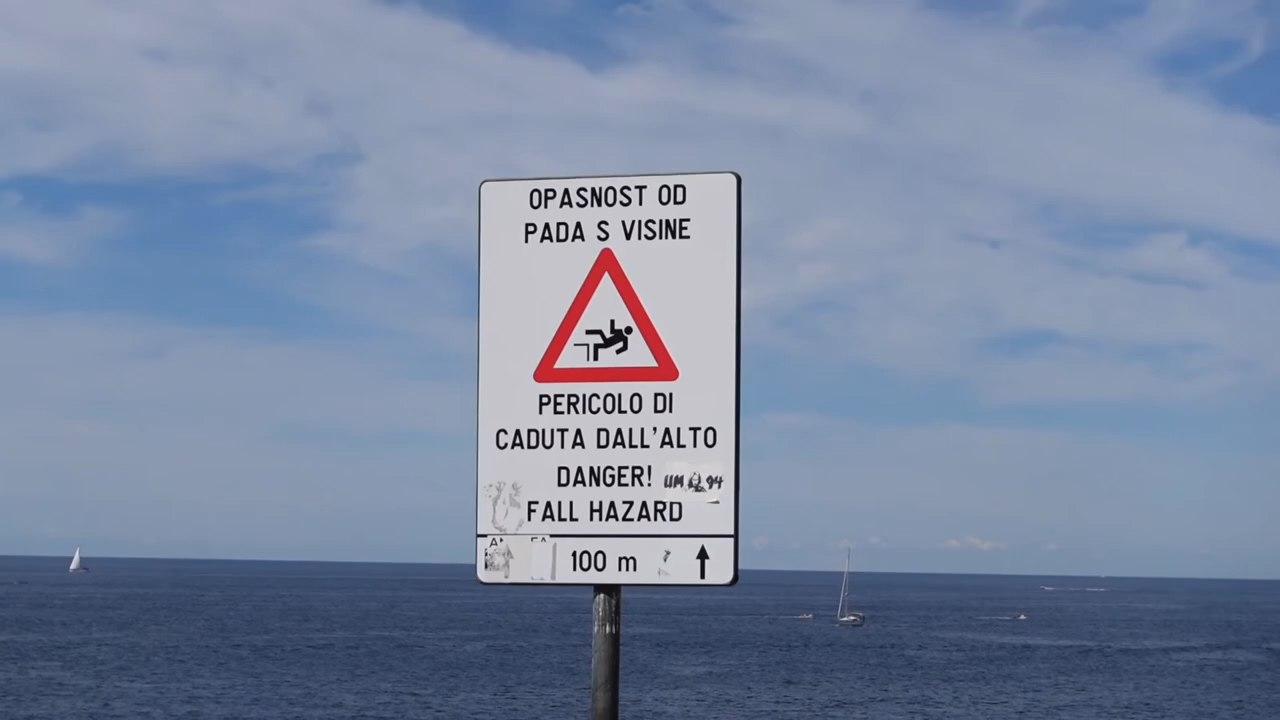 OPASNOST OD
PADA S VISINE
PERICOLO DI
CADUTA DALL'ALTO
DANGER!
FALL HAZARD
100 m